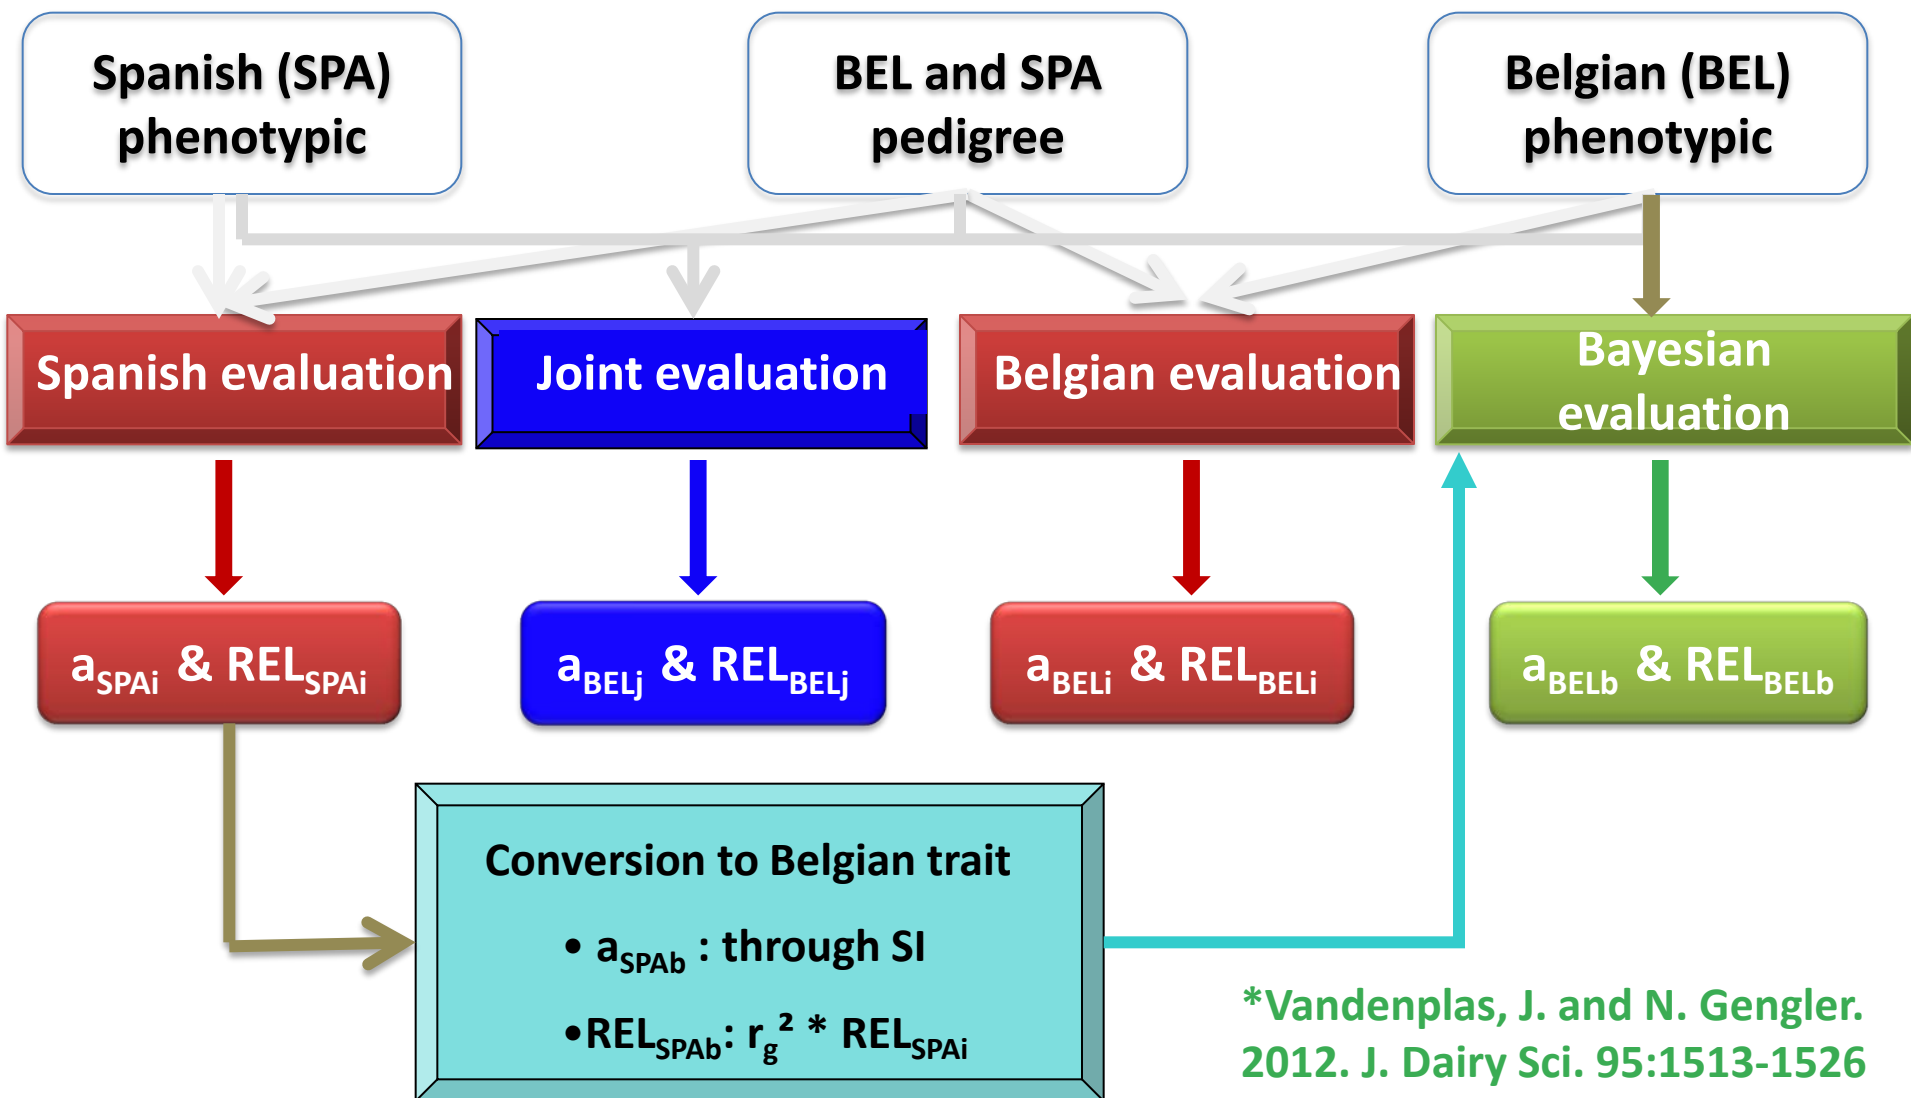 Spanish (SPA)
phenotypic
BEL and SPA
pedigree
Belgian (BEL)
phenotypic
Spanish evaluation
Joint evaluation
Belgian evaluation
Bayesian
evaluation
aSPAi & RELSPAi
aBELj & RELBELj
aBELi & RELBELi
aBELb & RELBELb
Conversion to Belgian trait
• aSPAb : through SI
•RELSPAb: rg² * RELSPAi
*Vandenplas, J. and N. Gengler.
2012. J. Dairy Sci. 95:1513-1526